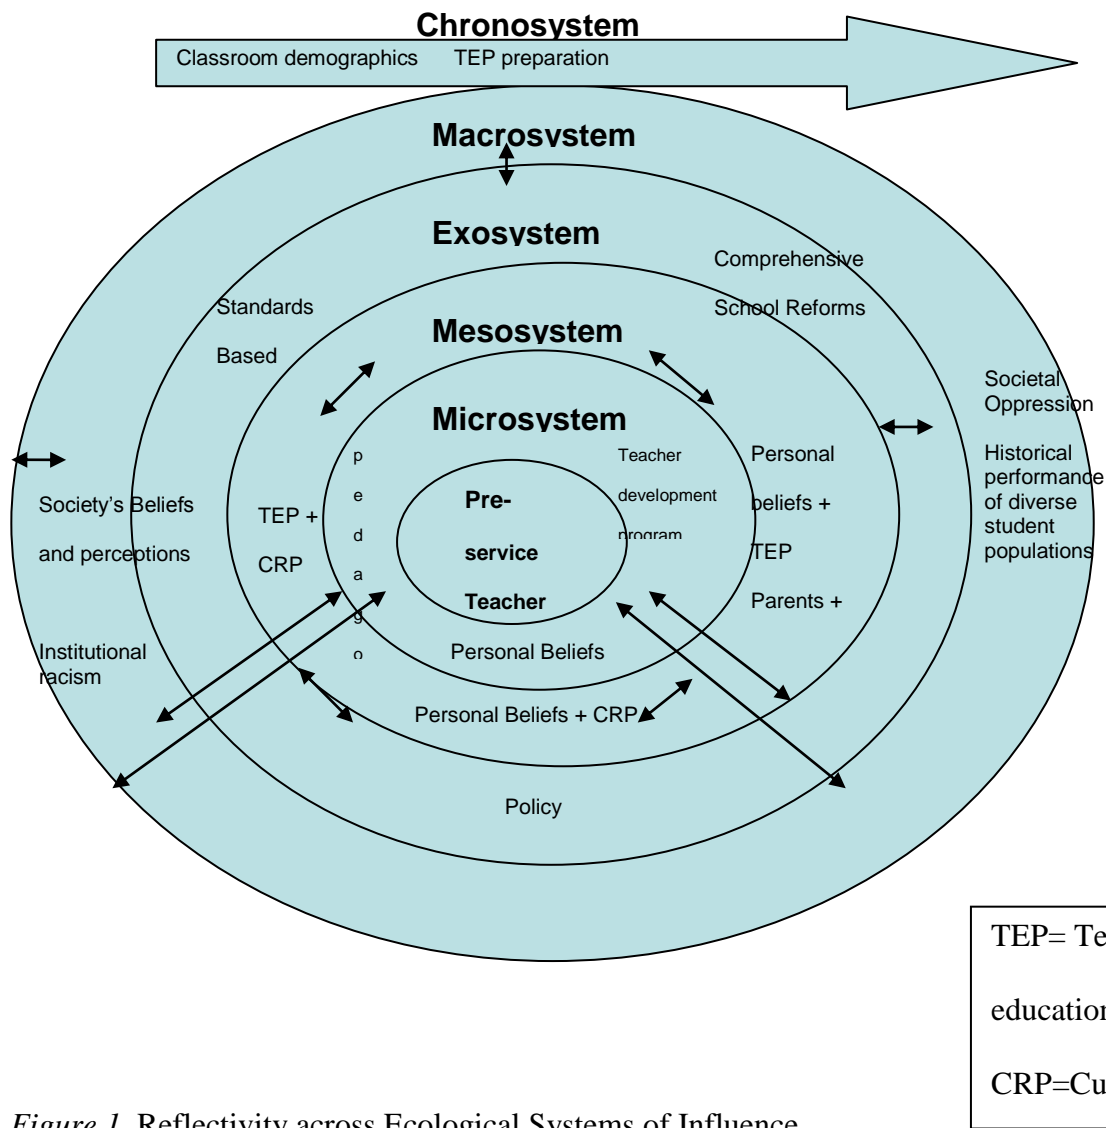 Chronosystem
Classroom demographics TEP preparation
Macrosystem
Exosystem
Comprehensive
School Reforms
Standards
Based
Mesosystem
Societal
Oppression
Historical
performance
of diverse
student
populations
Microsystem
p
e
d
a
g
o
Teacher
development
program
Personal
beliefs +
TEP
Parents +
Society's Beliefs
and perceptions
TEP +
CRP
Pre-
service
Teacher
Institutional
racism
Personal Beliefs
Personal Beliefs + CRP
Policy
TEP= Te
education
CRP=Cu
Figure 1. Reflectivity across Ecological Systems of Influence